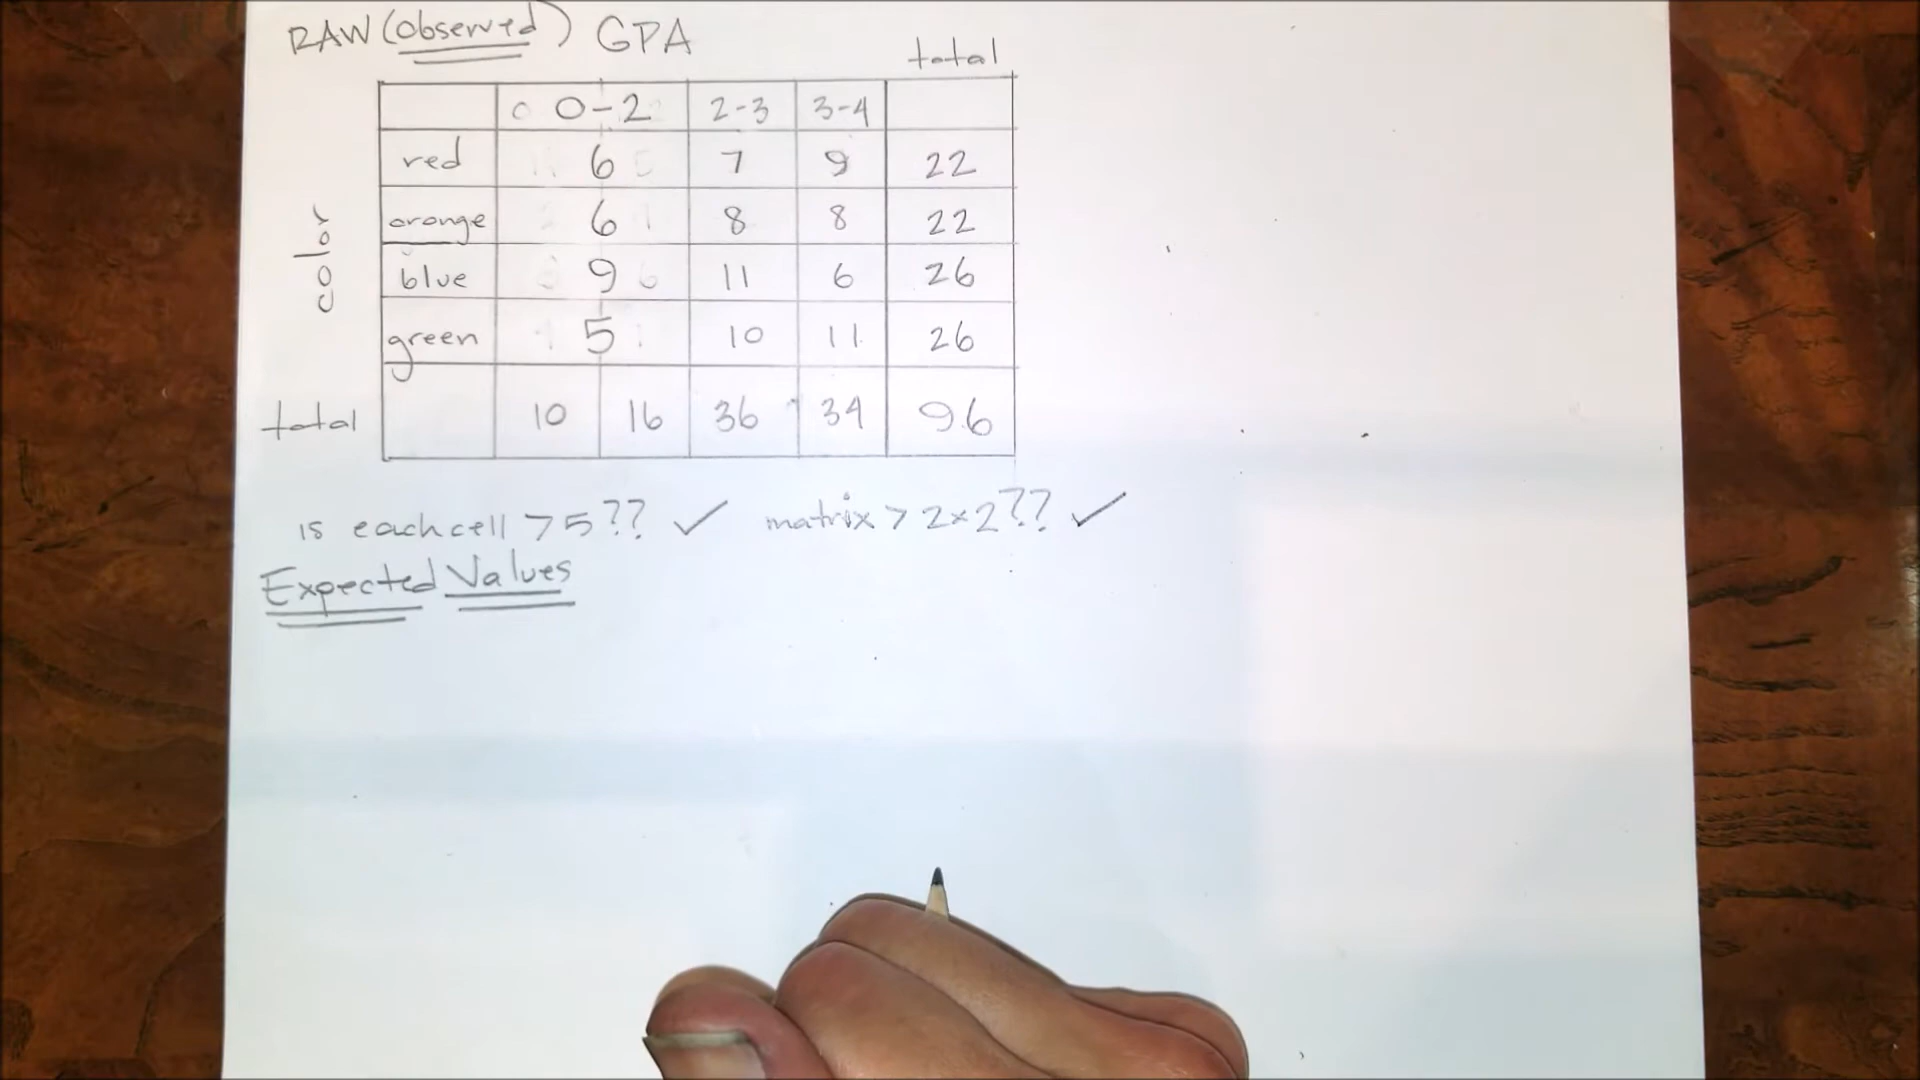 RAW (observed) GPA
total
0-2 2-3 3-4
red 6 7 9 22
orange 6 8 8 22
color
blue 9 11 6 26
green 5 10 11 26
total 10 16 36 34 96
is each cell > 5?? ✓ matrix > 2×2?? ✓
Expected Values